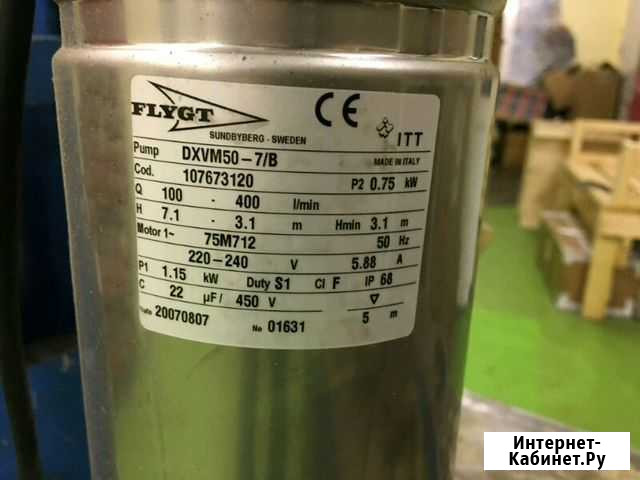 FLYGT
SUNDBYBERG - SWEDEN
CE
ITT
MADE IN ITALY
Pump DXVM50-7/B
Cod. 107673120 P2 0.75 kW
Q 100 - 400 l/min
H 7.1 - 3.1 m Hmin 3.1 m
Motor 1~ 75M712 50 Hz
220-240 V 5.88 A
P1 1.15 kW Duty S1 Cl F IP 68
C 22 µF/ 450 V ▽
20070807 No 01631 5 m
Интернет-
Кабинет.Ру